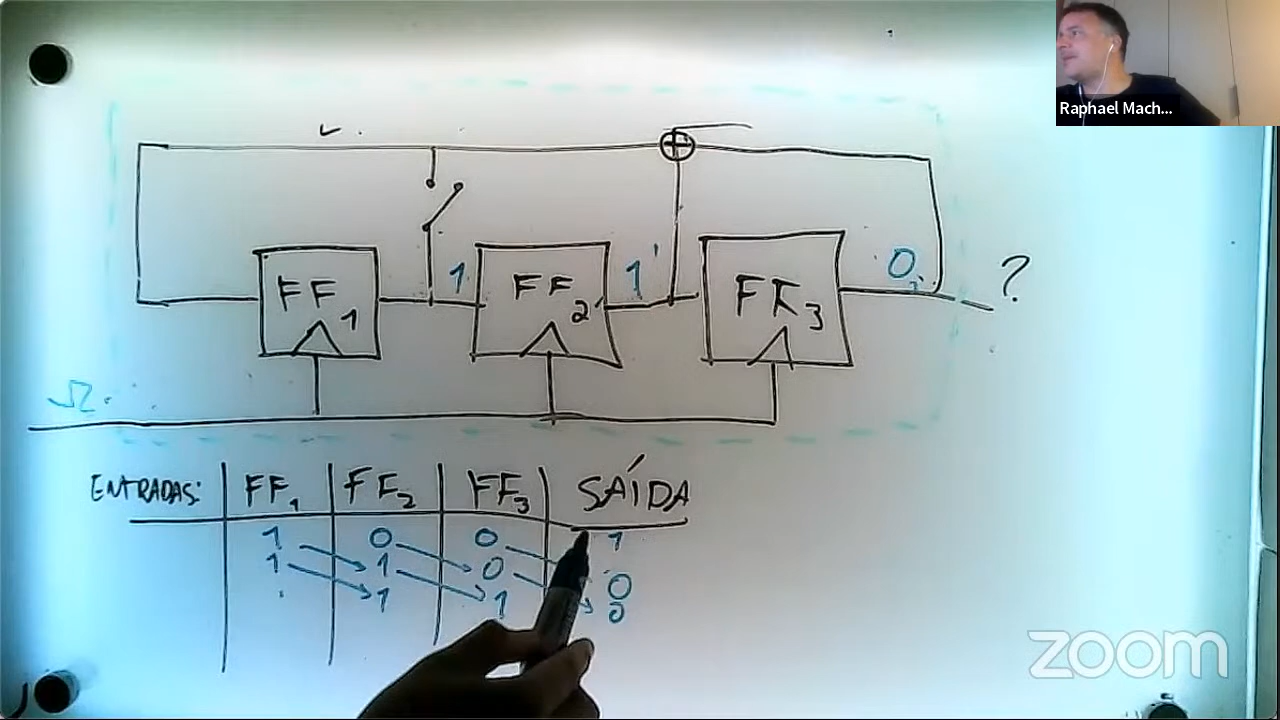 Raphael Mach...
FF1
1
FF2
1
FF3
0
?
ENTRADAS: FF1 FF2 FF3 SAÍDA
1 0 0 1
1 1 0 0
1 1 0
zoom